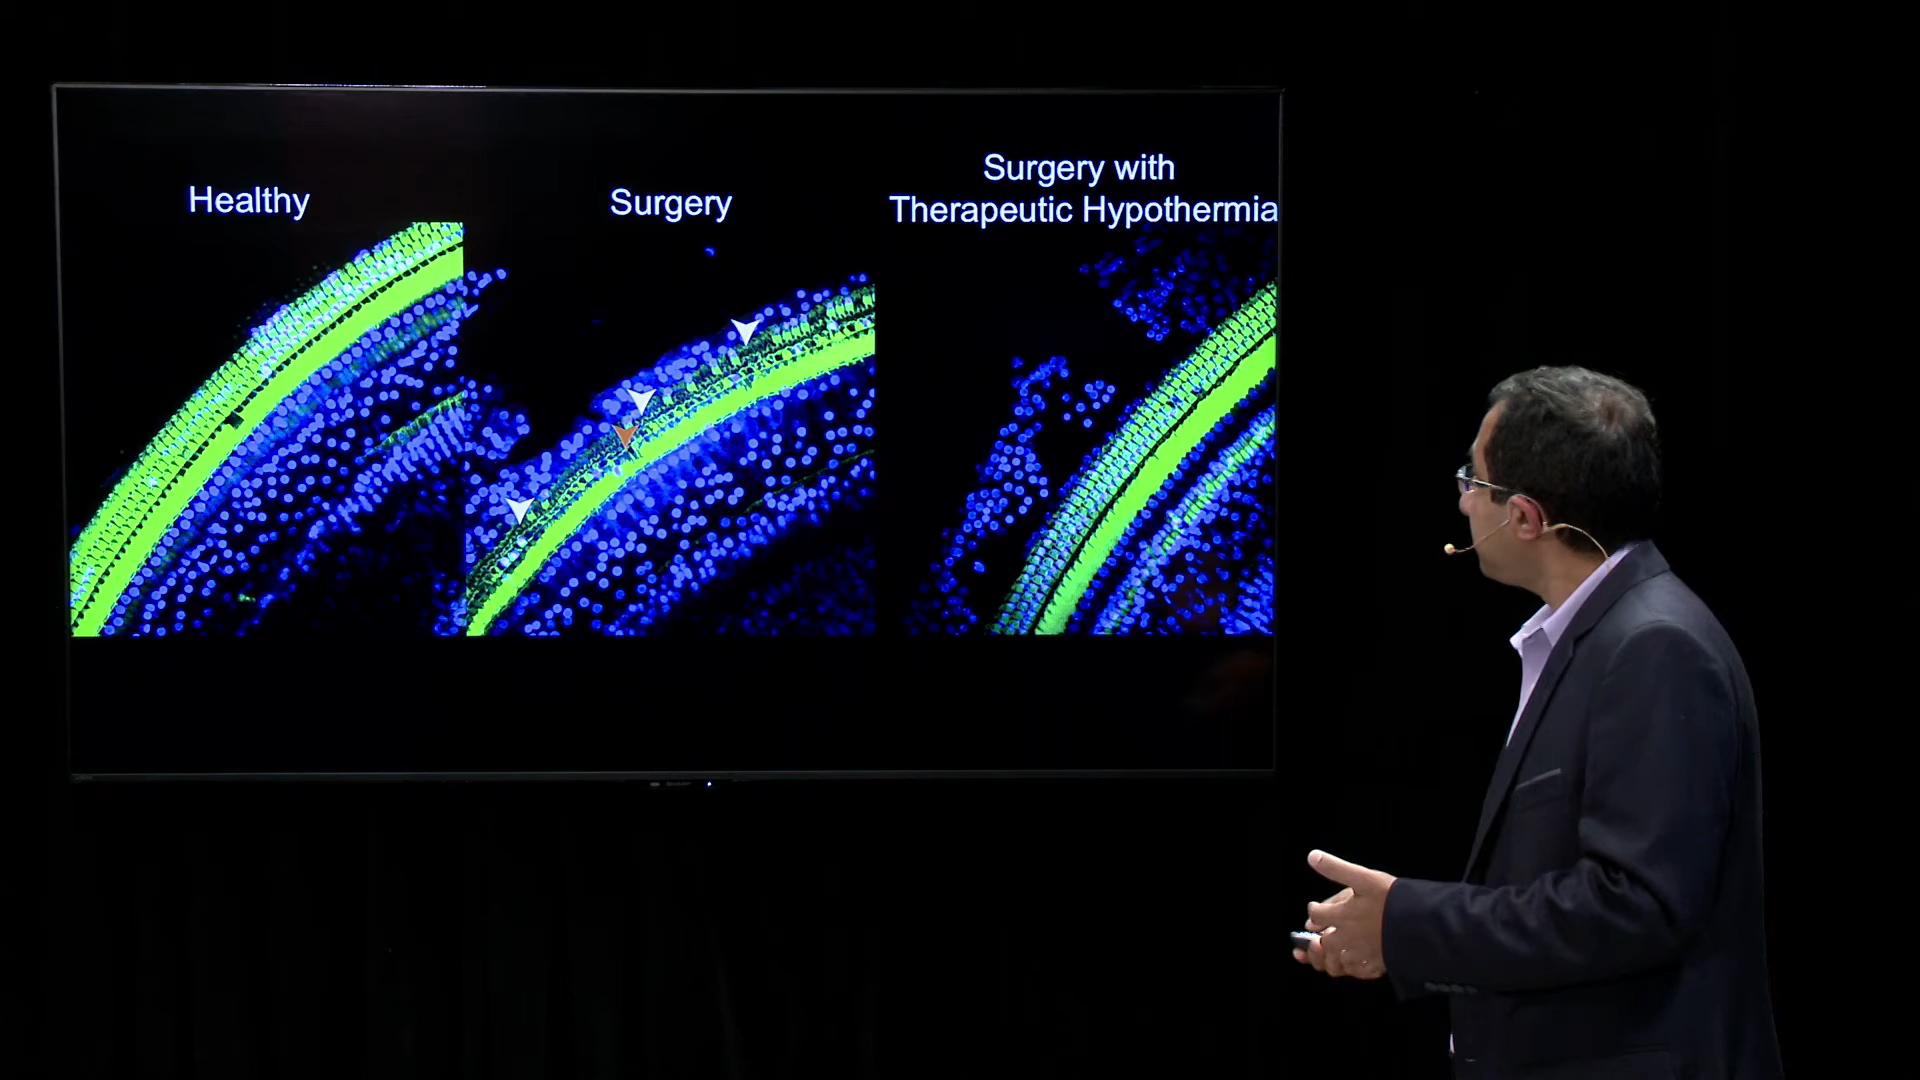 Healthy
Surgery
Surgery with
Therapeutic Hypothermia